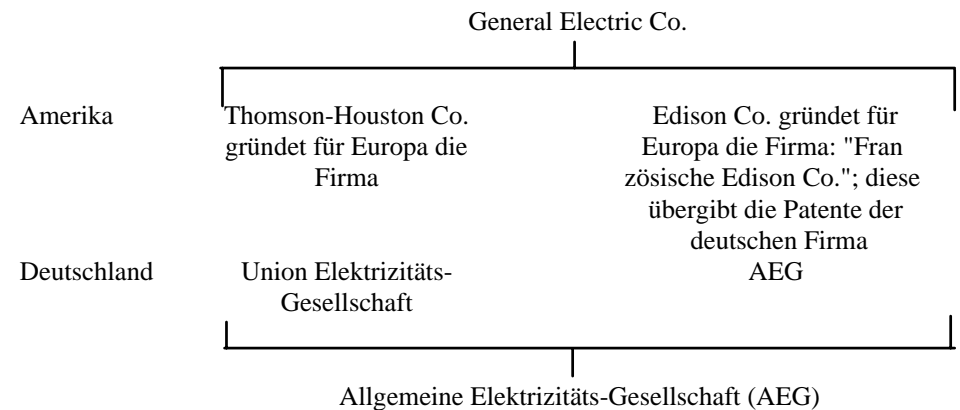 General Electric Co.
Amerika
Thomson-Houston Co.
gründet für Europa die
Firma
Edison Co. gründet für
Europa die Firma: "Fran
zösische Edison Co."; diese
übergibt die Patente der
deutschen Firma
Deutschland
Union Elektrizitäts-
Gesellschaft
AEG
Allgemeine Elektrizitäts-Gesellschaft (AEG)